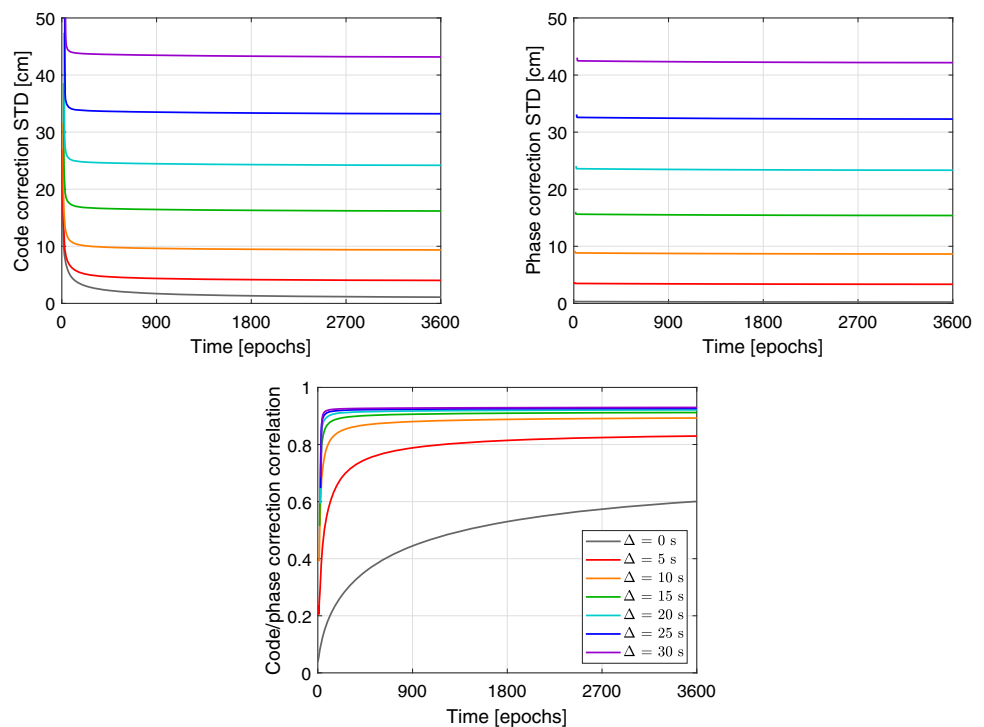 Code correction STD [cm]
50
40
30
20
10
0
0 900 1800 2700 3600
Time [epochs]
Phase correction STD [cm]
50
40
30
20
10
0
0 900 1800 2700 3600
Time [epochs]
Code/phase correction correlation
1
0.8
0.6
0.4
0.2
0
0 900 1800 2700 3600
Time [epochs]
Δ = 0 s
Δ = 5 s
Δ = 10 s
Δ = 15 s
Δ = 20 s
Δ = 25 s
Δ = 30 s